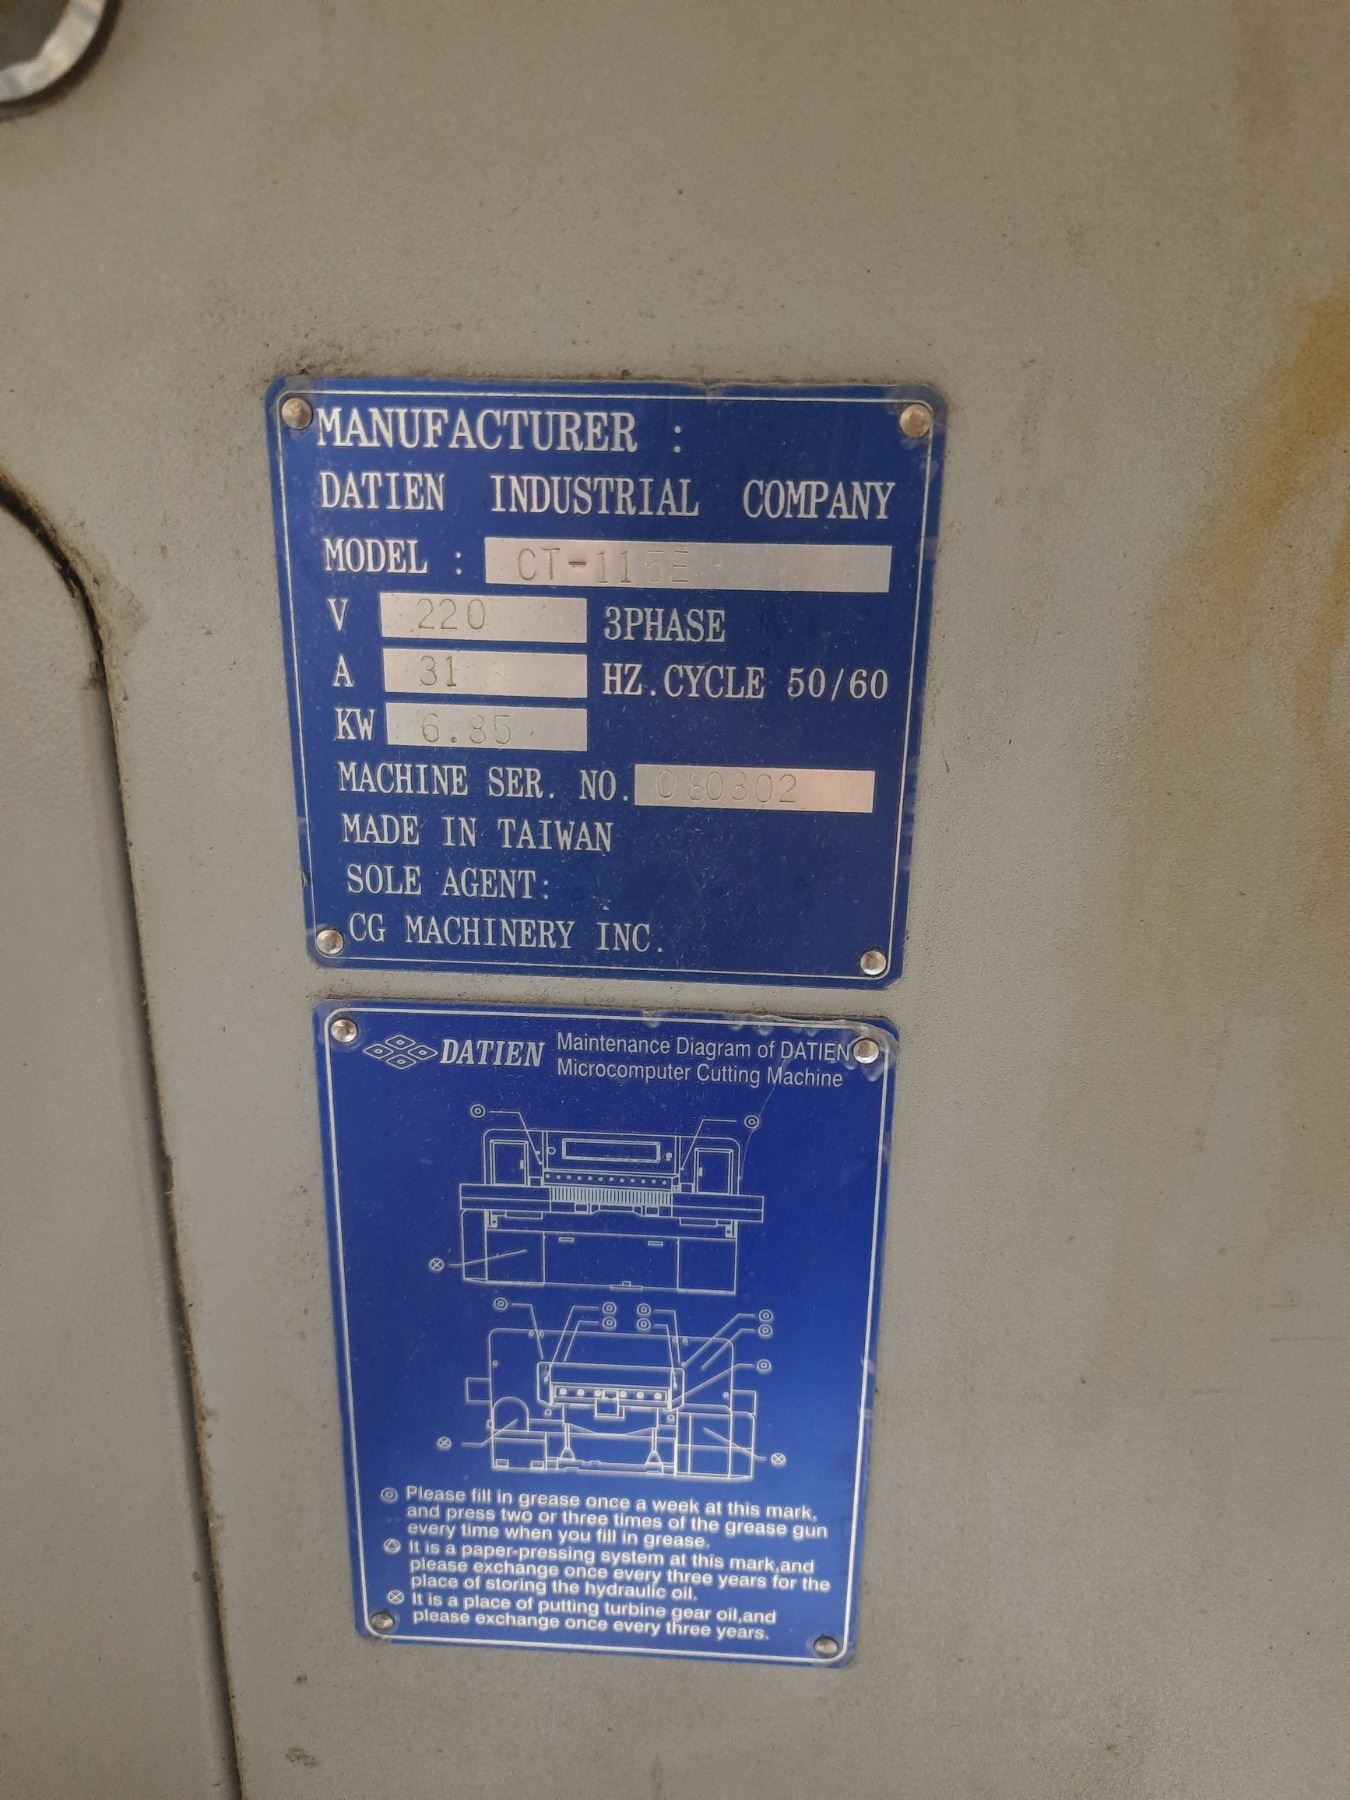 MANUFACTURER :
DATIEN INDUSTRIAL COMPANY
MODEL : CT-115E
V 220 3PHASE
A 31 HZ.CYCLE 50/60
KW 6.85
MACHINE SER. NO.
MADE IN TAIWAN
SOLE AGENT:
CG MACHINERY INC.
DATIEN Maintenance Diagram of DATIEN
Microcomputer Cutting Machine
◎ Please fill in grease once a week at this mark,
and press two or three times of the grease gun
every time when you fill in grease.
It is a paper-pressing system at this mark,and
please exchange once every three years for the
place of storing the hydraulic oil.
⊗ It is a place of putting turbine gear oil,and
please exchange once every three years.